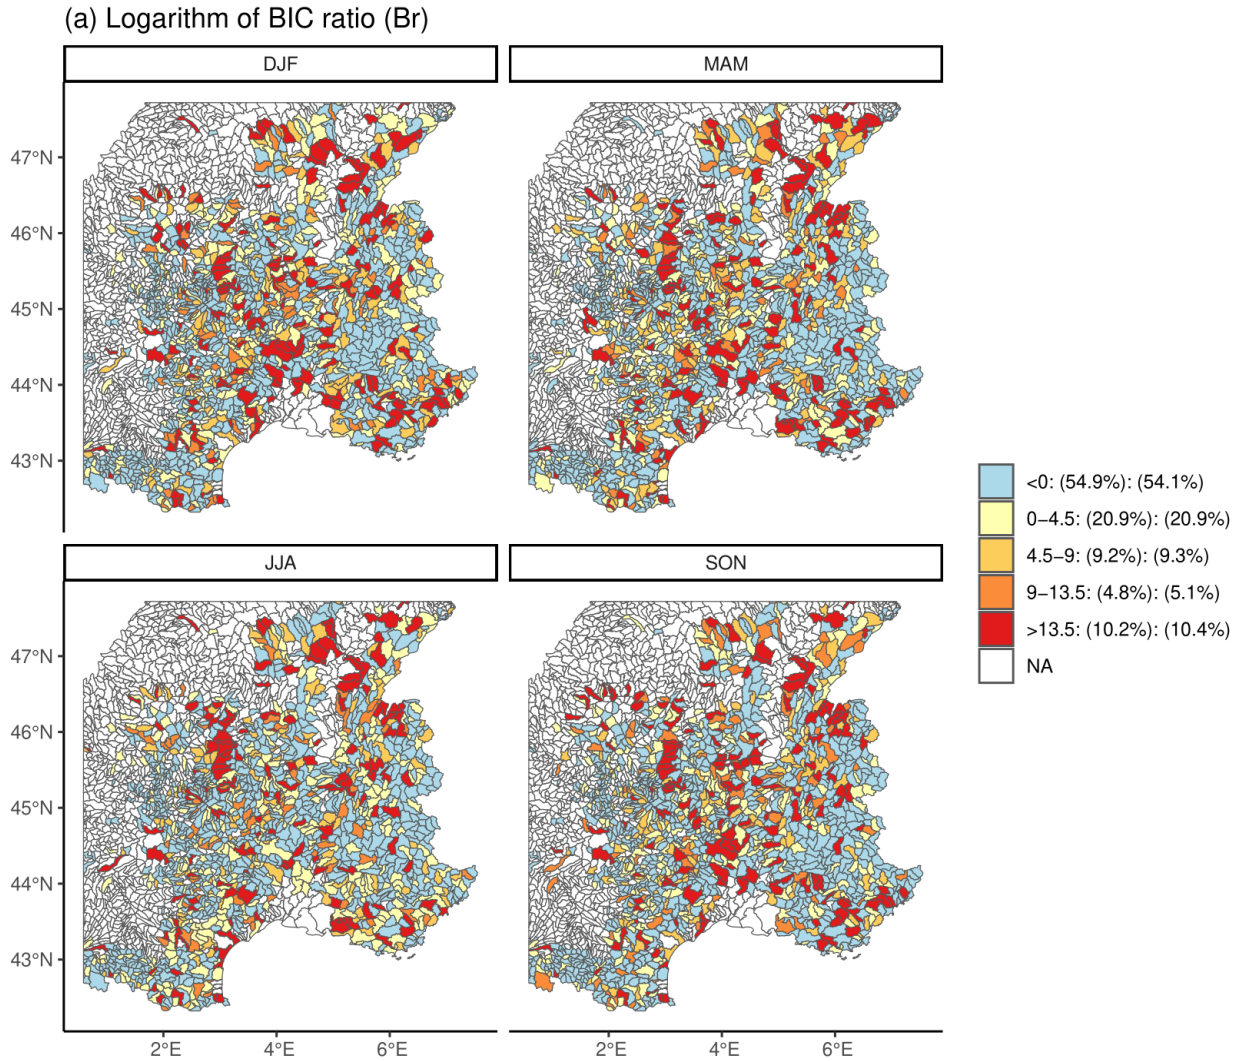 (a) Logarithm of BIC ratio (Br)
DJF
MAM
47°N
46°N
45°N
44°N
43°N
JJA
SON
47°N
46°N
45°N
44°N
43°N
2°E
4°E
6°E
2°E
4°E
6°E
<0: (54.9%): (54.1%)
0−4.5: (20.9%): (20.9%)
4.5−9: (9.2%): (9.3%)
9−13.5: (4.8%): (5.1%)
>13.5: (10.2%): (10.4%)
NA